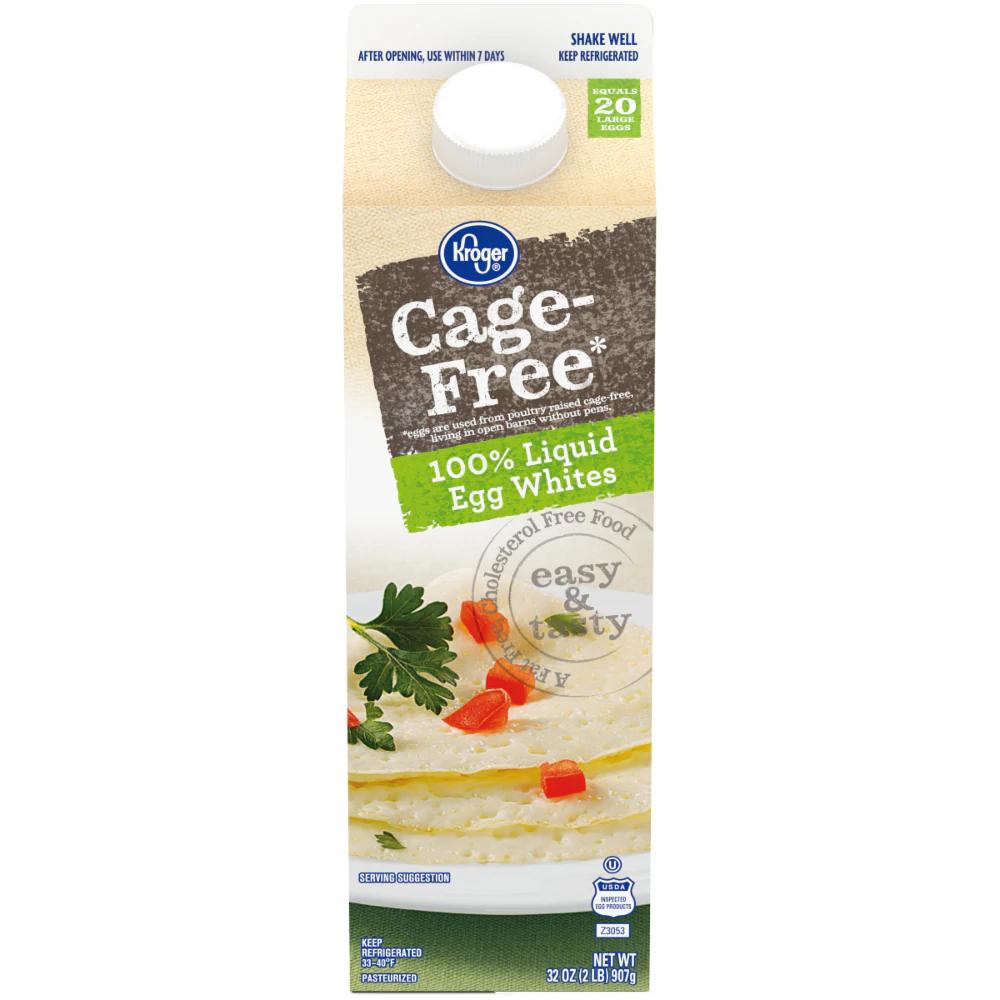 SHAKE WELL
AFTER OPENING, USE WITHIN 7 DAYS
KEEP REFRIGERATED
EQUALS
20
LARGE
EGGS
Kroger®
Cage-
Free*
*eggs are used from poultry raised cage-free,
living in open barns without pens.
100% Liquid
Egg Whites
A Fat Free, Cholesterol Free Food
easy
&
tasty
SERVING SUGGESTION
U
USDA
INSPECTED
EGG PRODUCTS
Z3053
KEEP
REFRIGERATED
33-40°F
PASTEURIZED
NET WT
32 OZ (2 LB) 907g